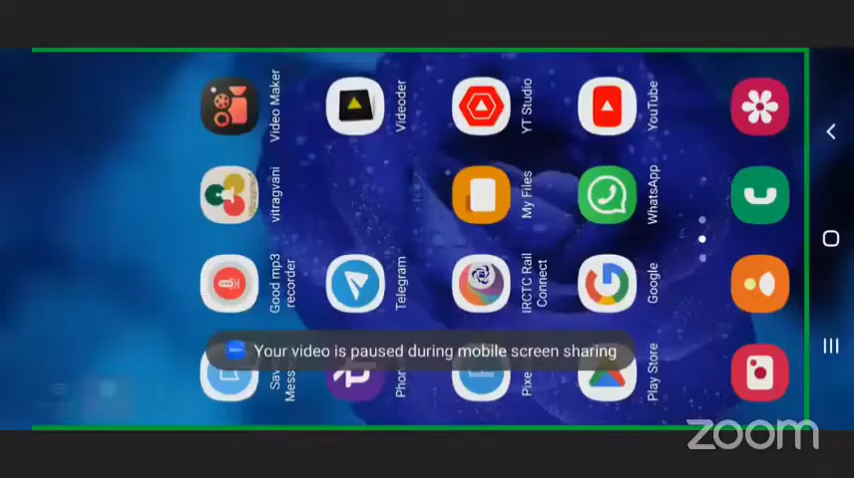 Video Maker
Videoder
YT Studio
YouTube
vitragvani
My Files
WhatsApp
Good mp3
recorder
Telegram
IRCTC Rail
Connect
Google
Your video is paused during mobile screen sharing
Play Store
zoom